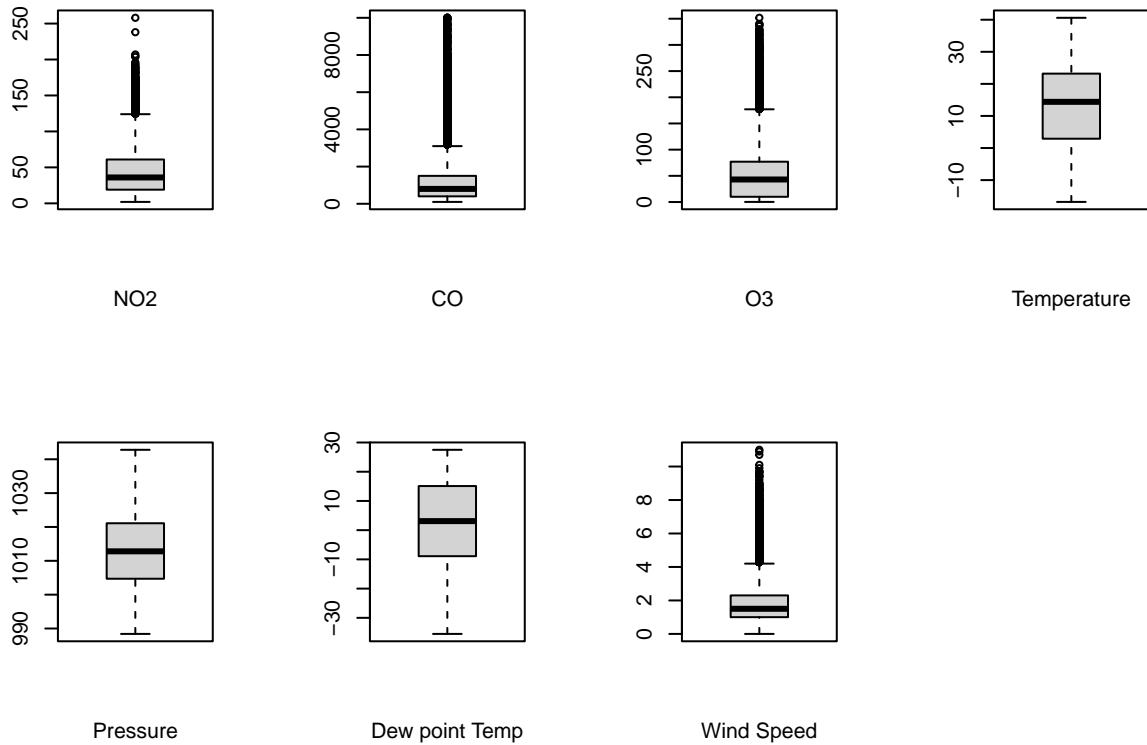 0 50 150 250
NO2
0 4000 8000
CO
0 100 250
O3
−10 10 30
Temperature
990 1010 1030
Pressure
−30 −10 10 30
Dew point Temp
0 2 4 6 8
Wind Speed